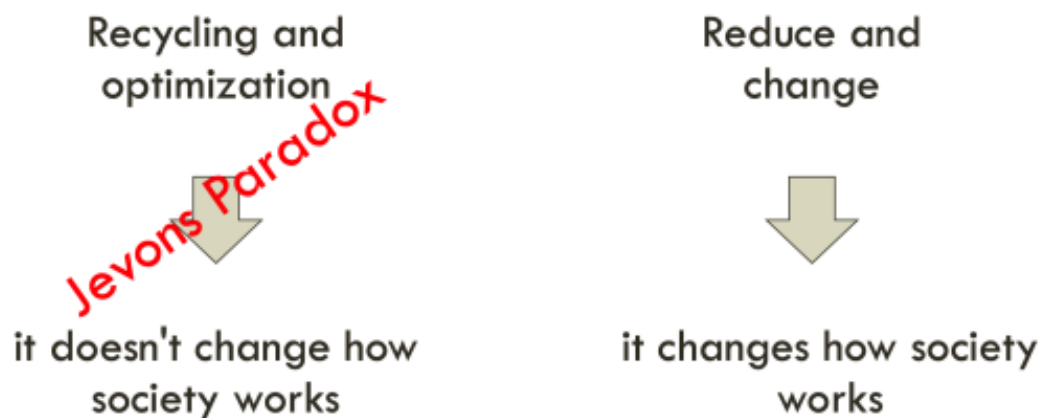 Recycling and
optimization
Jevons Paradox
it doesn't change how
society works
Reduce and
change
it changes how society
works